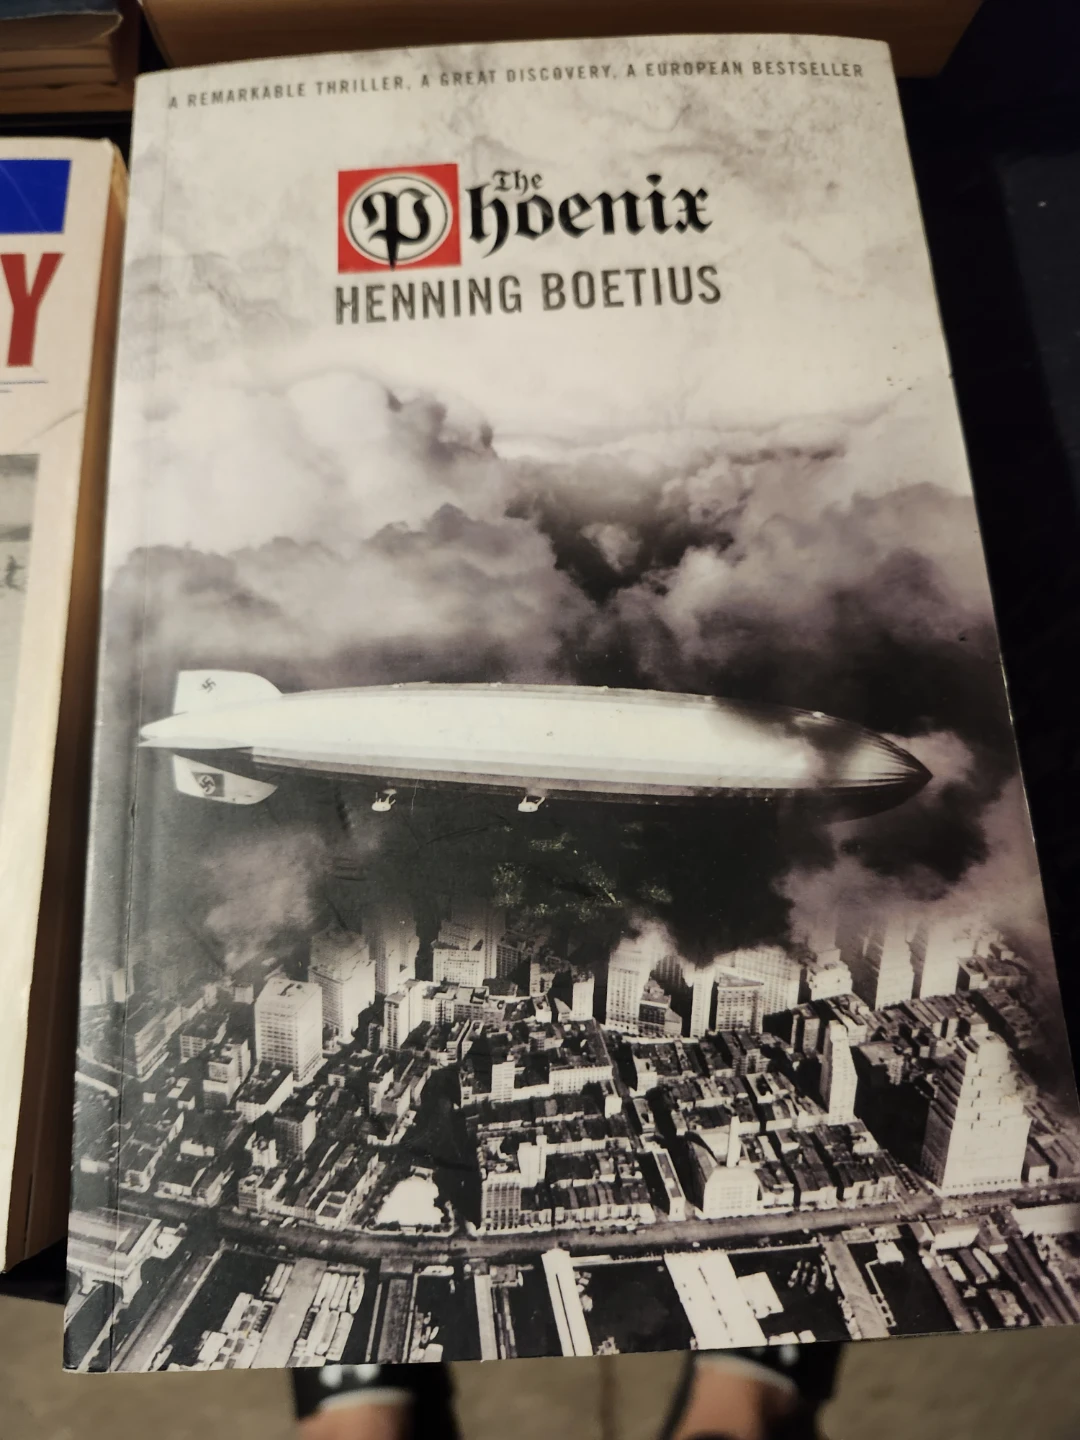 A REMARKABLE THRILLER, A GREAT DISCOVERY, A EUROPEAN BESTSELLER
The
Phoenix
HENNING BOETIUS
Y